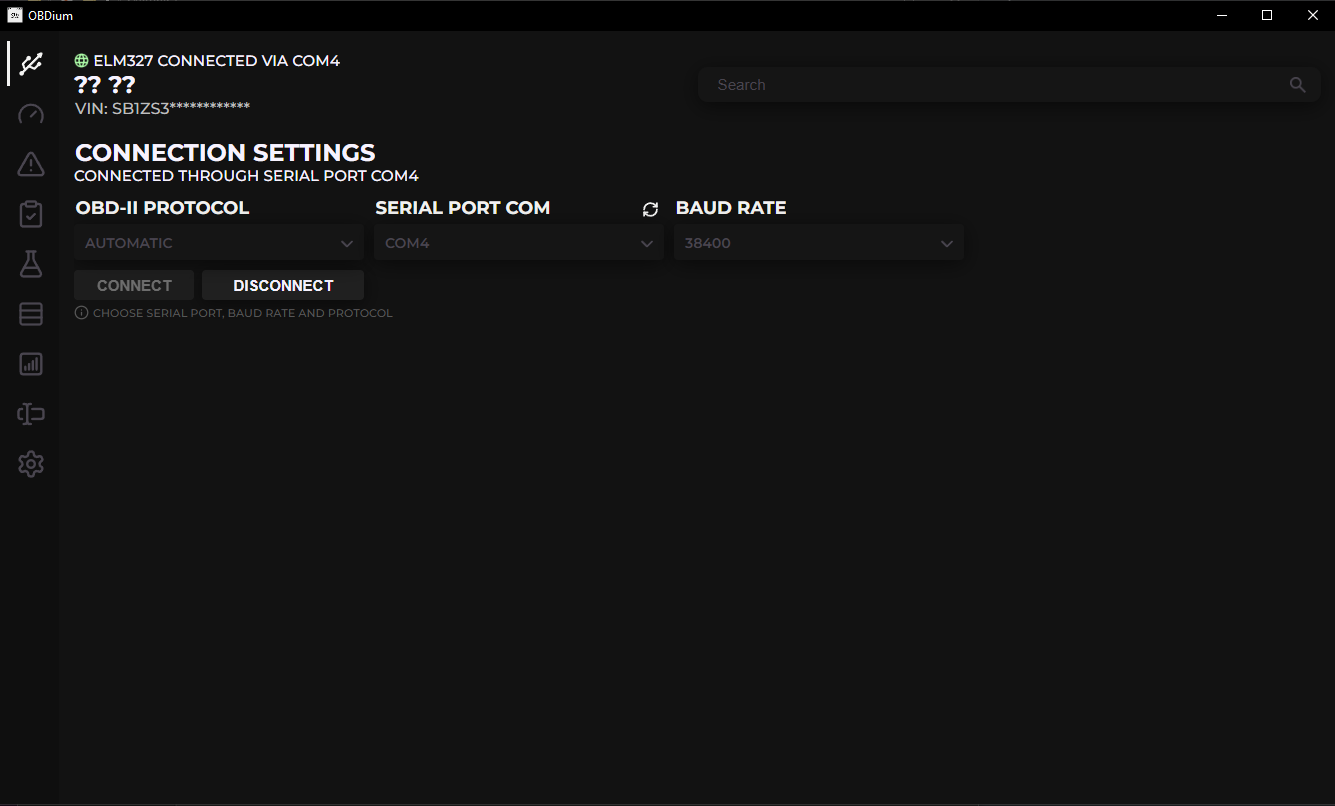 OBDium
ELM327 CONNECTED VIA COM4
?? ??
VIN: SB1ZS3************
Search
CONNECTION SETTINGS
CONNECTED THROUGH SERIAL PORT COM4
OBD-II PROTOCOL
SERIAL PORT COM
BAUD RATE
AUTOMATIC
COM4
38400
CONNECT
DISCONNECT
CHOOSE SERIAL PORT, BAUD RATE AND PROTOCOL